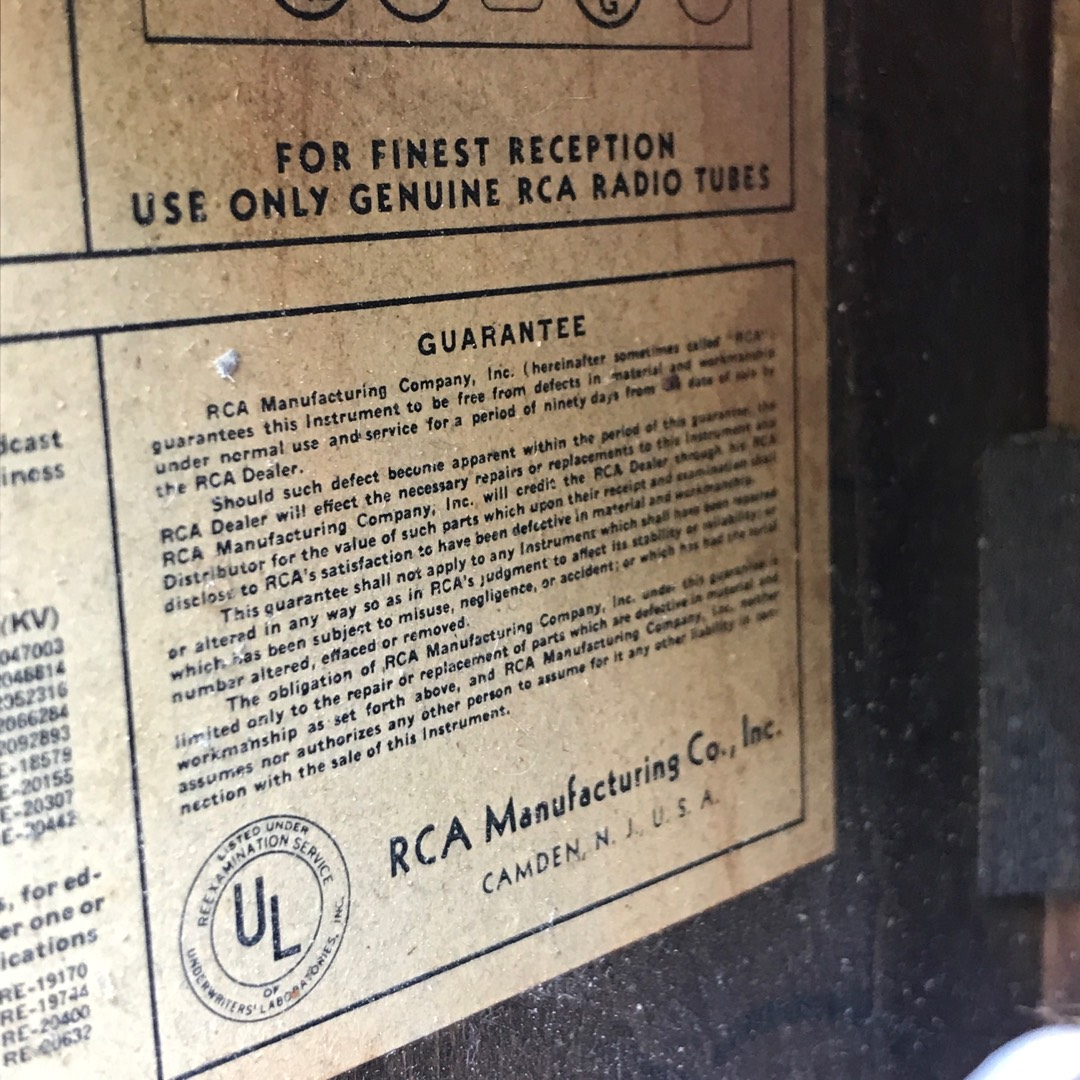 G
FOR FINEST RECEPTION
USE ONLY GENUINE RCA RADIO TUBES
GUARANTEE
RCA Manufacturing Company, Inc. (hereinafter sometimes called "RCA")
guarantees this Instrument to be free from defects in material and workmanship
under normal use and service for a period of ninety days from date of sale by
the RCA Dealer.
Should such defect become apparent within the period of this guarantee, the
RCA Dealer will effect the necessary repairs or replacements to this Instrument and
RCA Manufacturing Company, Inc. will credit the RCA Dealer through his RCA
Distributor for the value of such parts which upon their receipt and examination shall
disclose to RCA's satisfaction to have been defective in material and workmanship.
This guarantee shall not apply to any Instrument which shall have been repaired
or altered in any way so as in RCA's judgment to affect its stability or reliability; or
which has been subject to misuse, negligence, or accident; or which has had the serial
number altered, effaced or removed.
The obligation of RCA Manufacturing Company, Inc. under this guarantee is
limited only to the repair or replacement of parts which are defective in material and
workmanship as set forth above, and RCA Manufacturing Company, Inc. neither
assumes nor authorizes any other person to assume for it any other liability in con-
nection with the sale of this Instrument.
RCA Manufacturing Co., Inc.
CAMDEN, N. J., U. S. A.
LISTED UNDER
REEXAMINATION SERVICE
UL
OF
UNDERWRITERS' LABORATORIES, INC.
dcast
iness
(KV)
047003
2066284
2092893
E-18579
E-20155
E-20307
E-20442
s, for ed-
er one or
ications
RE-19170
RE-19744
RE-20400
RE-20632